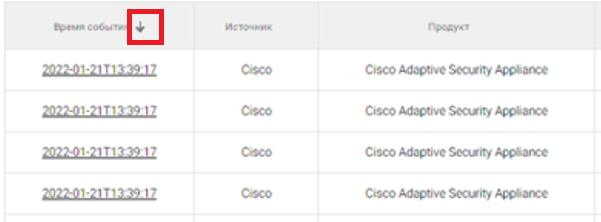 Время события Источник Продукт
2022-01-21T13:39:17 Cisco Cisco Adaptive Security Appliance
2022-01-21T13:39:17 Cisco Cisco Adaptive Security Appliance
2022-01-21T13:39:17 Cisco Cisco Adaptive Security Appliance
2022-01-21T13:39:17 Cisco Cisco Adaptive Security Appliance